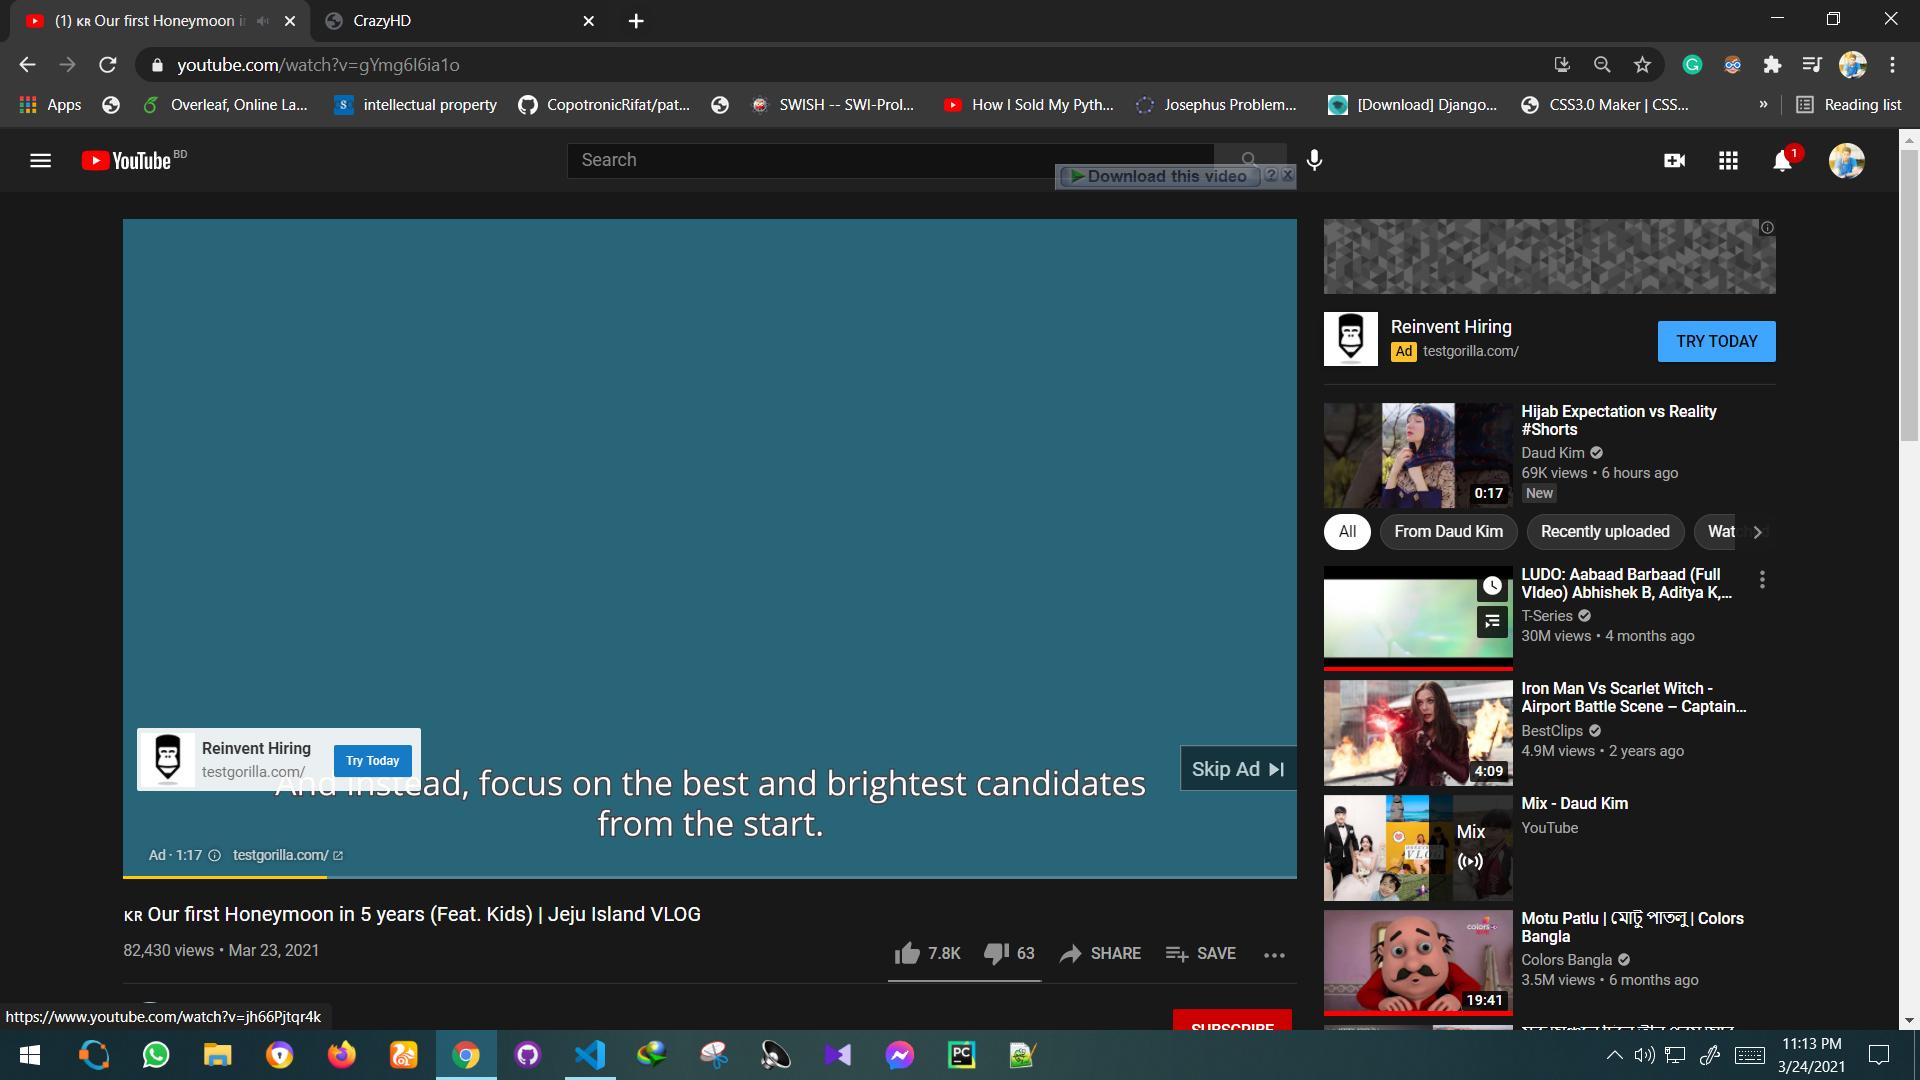 (1) KR Our first Honeymoon in
CrazyHD
youtube.com/watch?v=gYmg6I6ia1o
Apps
Overleaf, Online La...
intellectual property
CopotronicRifat/pat...
SWISH -- SWI-Prol...
How I Sold My Pyth...
Josephus Problem...
[Download] Django...
CSS3.0 Maker | CSS...
»
Reading list
YouTube BD
Search
Download this video
1
Reinvent Hiring
Ad testgorilla.com/
TRY TODAY
Hijab Expectation vs Reality
#Shorts
Daud Kim
69K views • 6 hours ago
New
0:17
All
From Daud Kim
Recently uploaded
LUDO: Aabaad Barbaad (Full
VIdeo) Abhishek B, Aditya K,...
T-Series
30M views • 4 months ago
Iron Man Vs Scarlet Witch -
Airport Battle Scene – Captain...
BestClips
4.9M views • 2 years ago
4:09
Mix - Daud Kim
YouTube
Mix
Motu Patlu | মোটু পাতলু | Colors
Bangla
Colors Bangla
3.5M views • 6 months ago
19:41
Reinvent Hiring
testgorilla.com/
Try Today
Skip Ad
And instead, focus on the best and brightest candidates
from the start.
Ad · 1:17
testgorilla.com/
KR Our first Honeymoon in 5 years (Feat. Kids) | Jeju Island VLOG
82,430 views • Mar 23, 2021
7.8K
63
SHARE
SAVE
SUBSCRIBE
https://www.youtube.com/watch?v=jh66Pjtqr4k
11:13 PM
3/24/2021